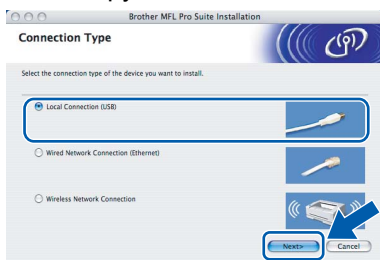 Brother MFL Pro Suite Installation
Connection Type
Select the connection type of the device you want to install.
Local Connection (USB)
Wired Network Connection (Ethernet)
Wireless Network Connection
Next> Cancel